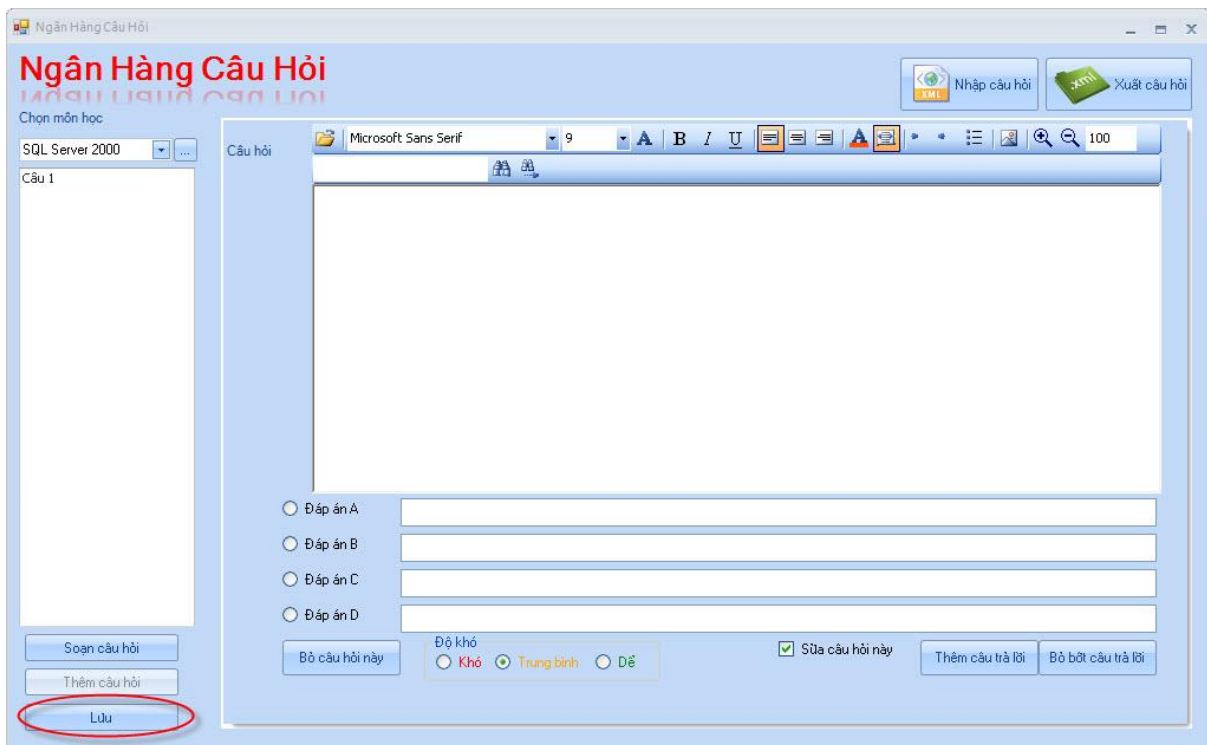 Ngân Hàng Câu Hỏi
Ngân Hàng Câu Hỏi
Nhập câu hỏi
Xuất câu hỏi
Chọn môn học
SQL Server 2000
...
Câu 1
Câu hỏi
Microsoft Sans Serif
9
A
B
I
U
A
100
Đáp án A
Đáp án B
Đáp án C
Đáp án D
Bỏ câu hỏi này
Độ khó
Khó
Trung bình
Dể
Sữa câu hỏi này
Thêm câu trả lời
Bỏ bớt câu trả lời
Soạn câu hỏi
Thêm câu hỏi
Lưu